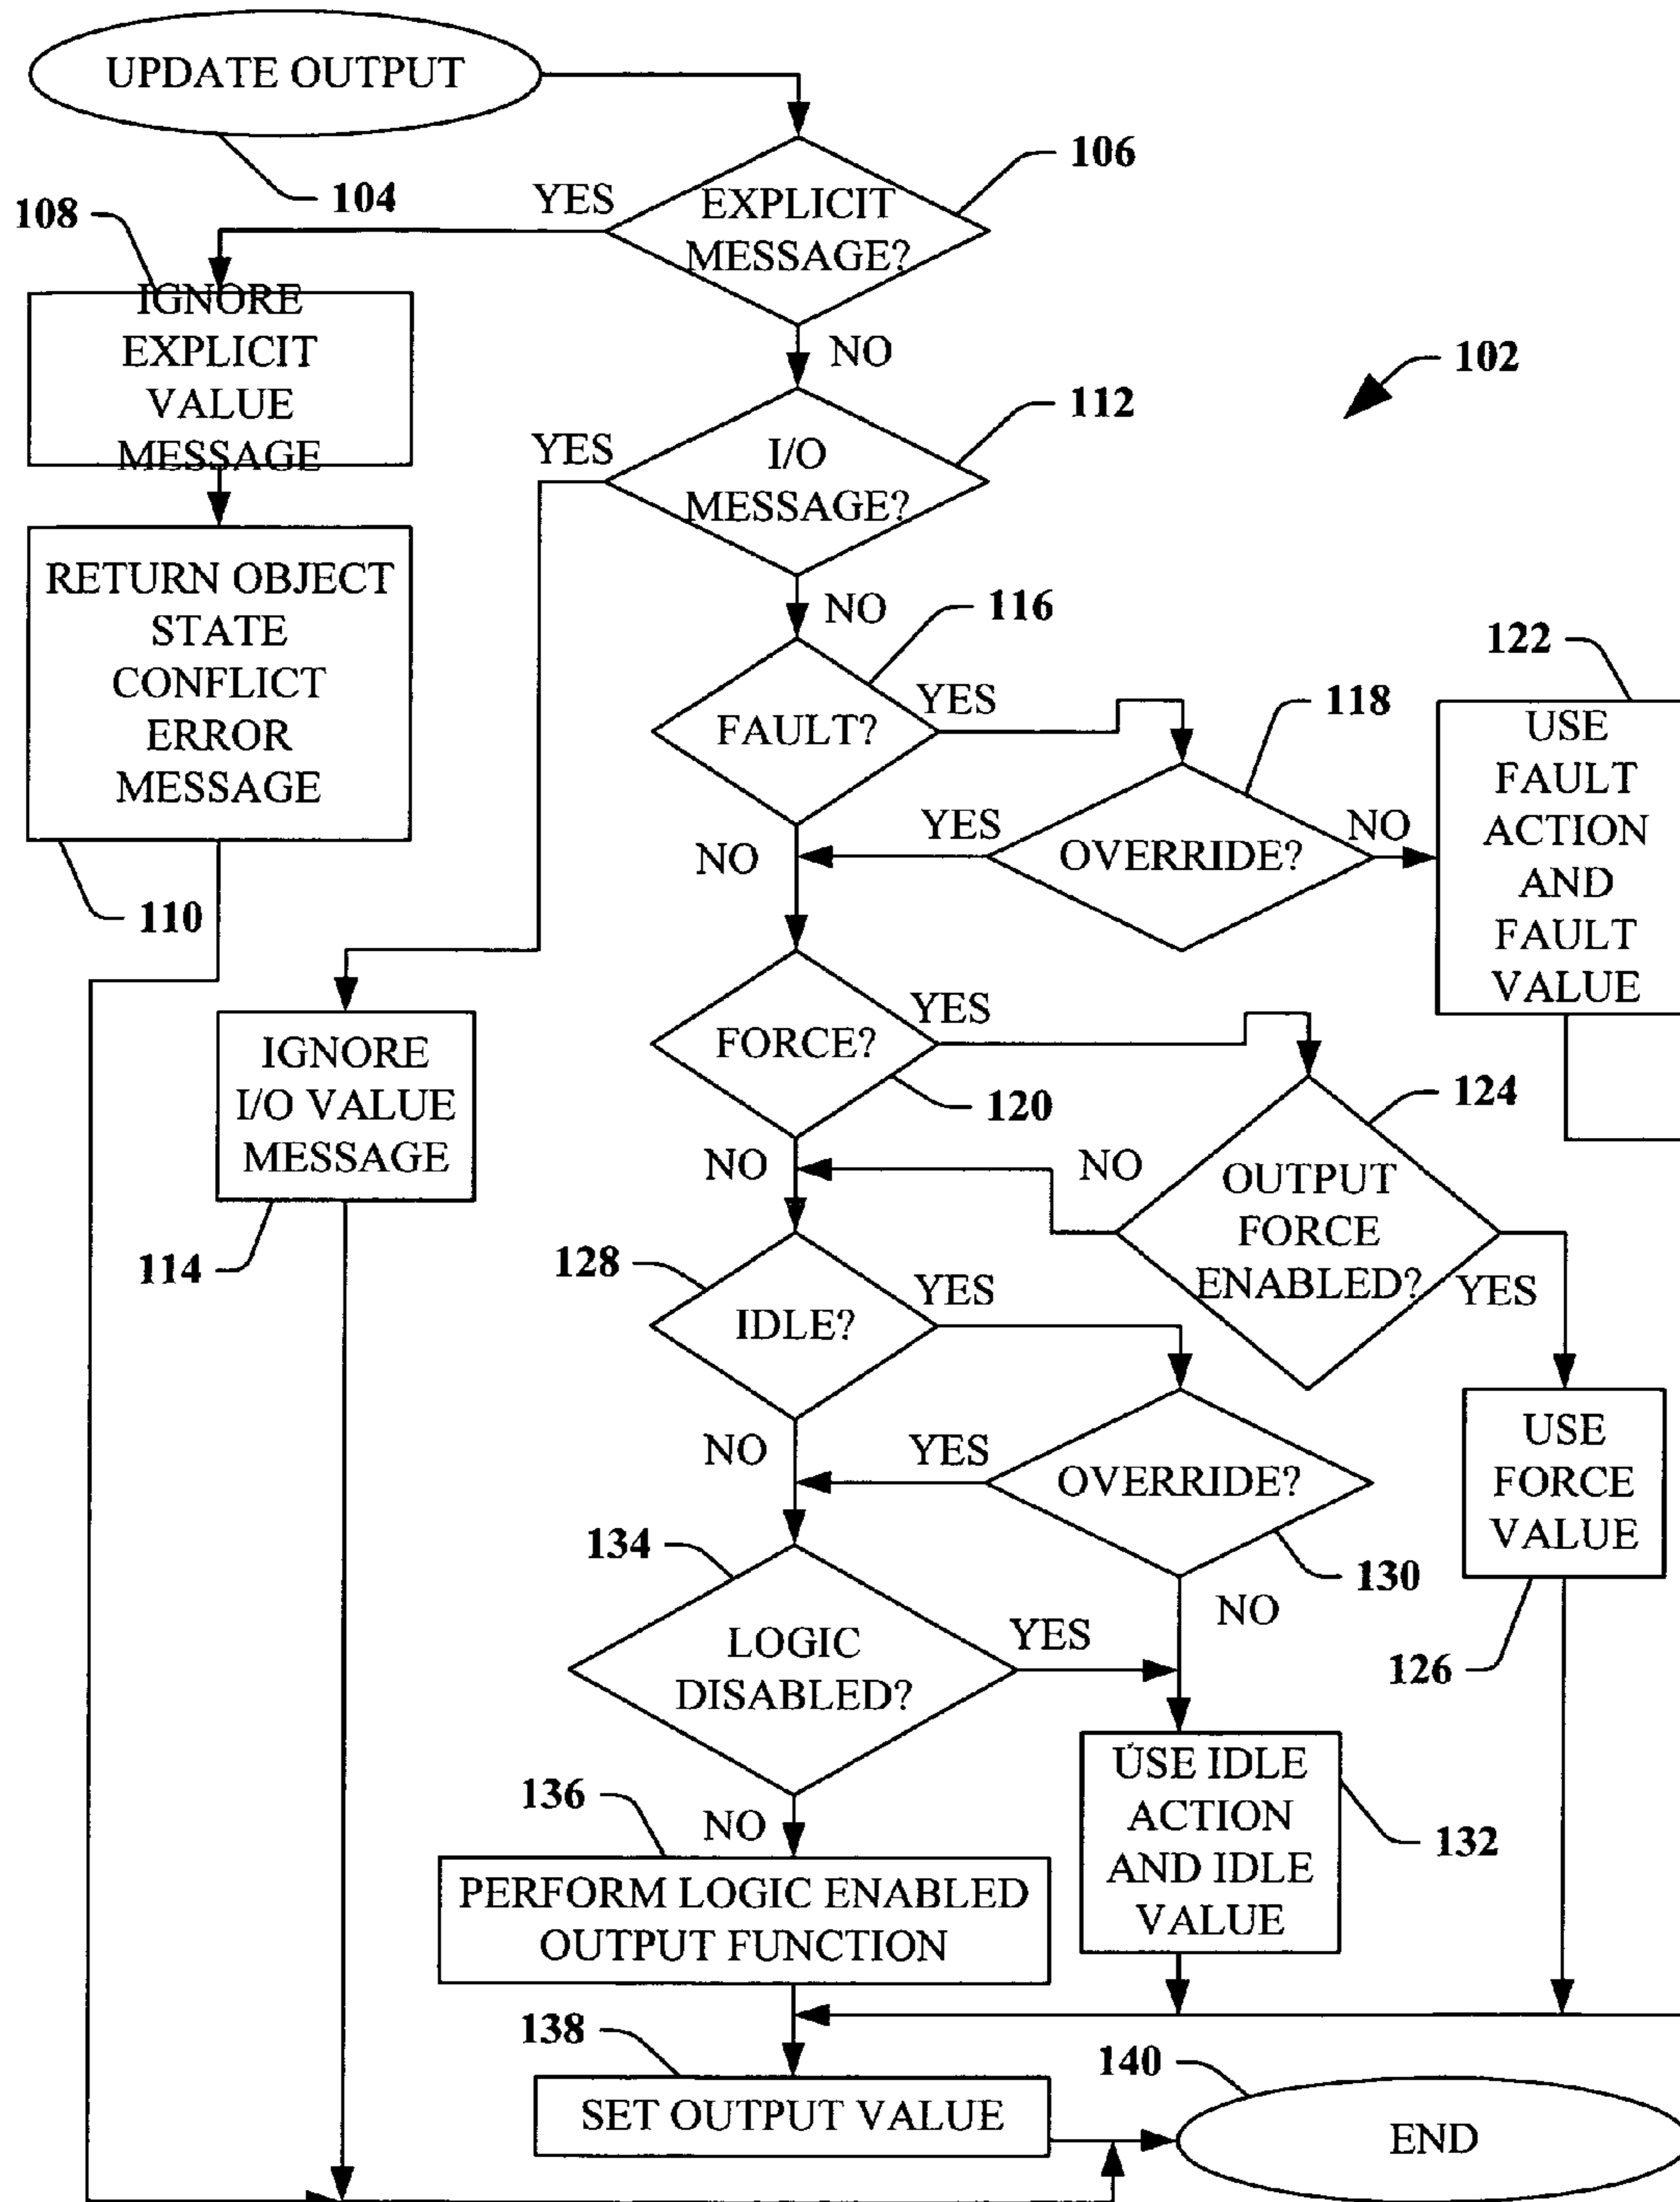 UPDATE OUTPUT
104
106
EXPLICIT
MESSAGE?
YES
NO
108
IGNORE
EXPLICIT
VALUE
MESSAGE
102
112
I/O
MESSAGE?
YES
NO
RETURN OBJECT
STATE
CONFLICT
ERROR
MESSAGE
110
116
FAULT?
YES
NO
118
OVERRIDE?
YES
NO
122
USE
FAULT
ACTION
AND
FAULT
VALUE
IGNORE
I/O VALUE
MESSAGE
114
FORCE?
YES
120
NO
124
OUTPUT
FORCE
ENABLED?
NO
YES
128
IDLE?
YES
NO
OVERRIDE?
YES
130
NO
USE
FORCE
VALUE
126
134
LOGIC
DISABLED?
YES
NO
USE IDLE
ACTION
AND IDLE
VALUE
132
136
PERFORM LOGIC ENABLED
OUTPUT FUNCTION
138
SET OUTPUT VALUE
140
END